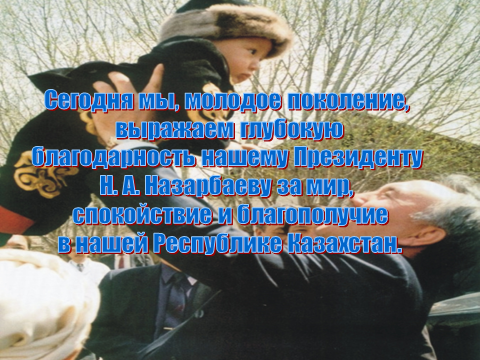 Сегодня мы, молодое поколение,
выражаем глубокую
благодарность нашему Президенту
Н. А. Назарбаеву за мир,
спокойствие и благополучие
в нашей Республике Казахстан.